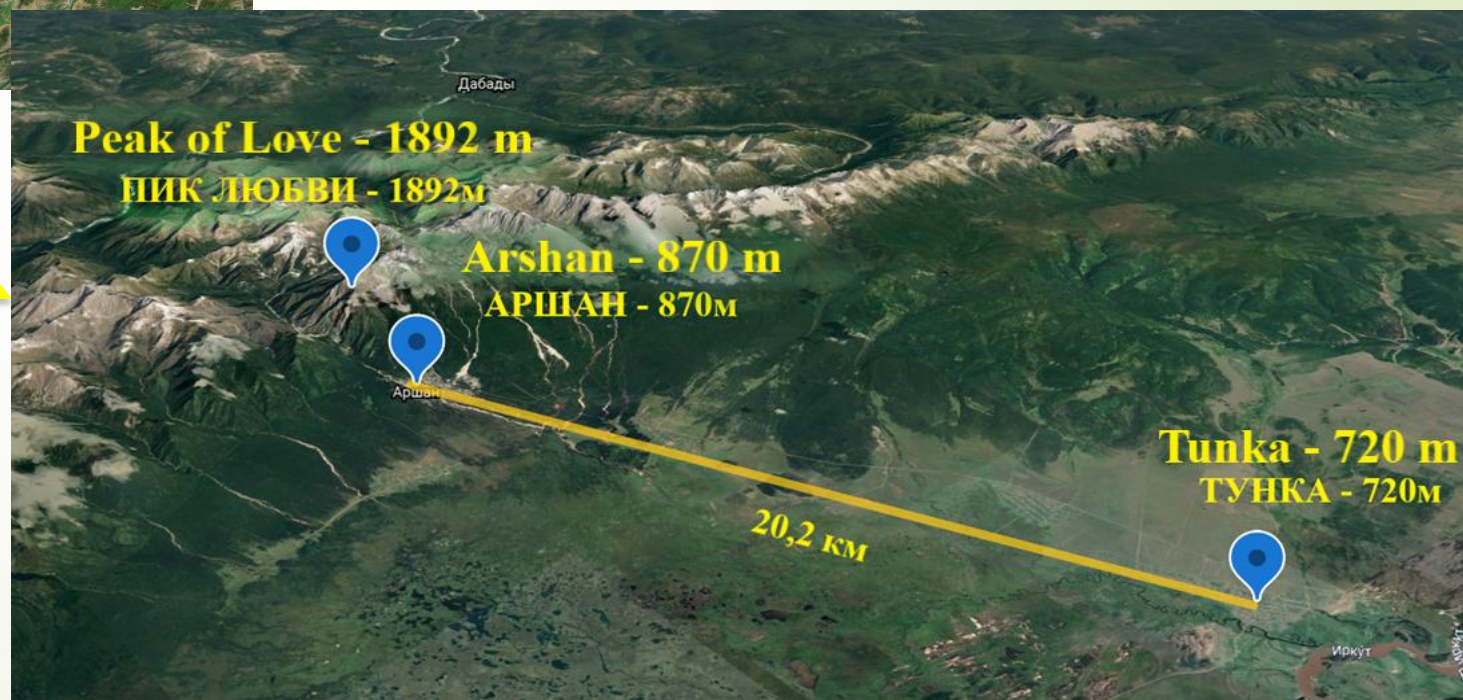 Дабады
Peak of Love - 1892 m
ПИК ЛЮБВИ - 1892м
Arshan - 870 m
АРШАН - 870м
Аршан
Tunka - 720 m
ТУНКА - 720м
20,2 км
Иркут